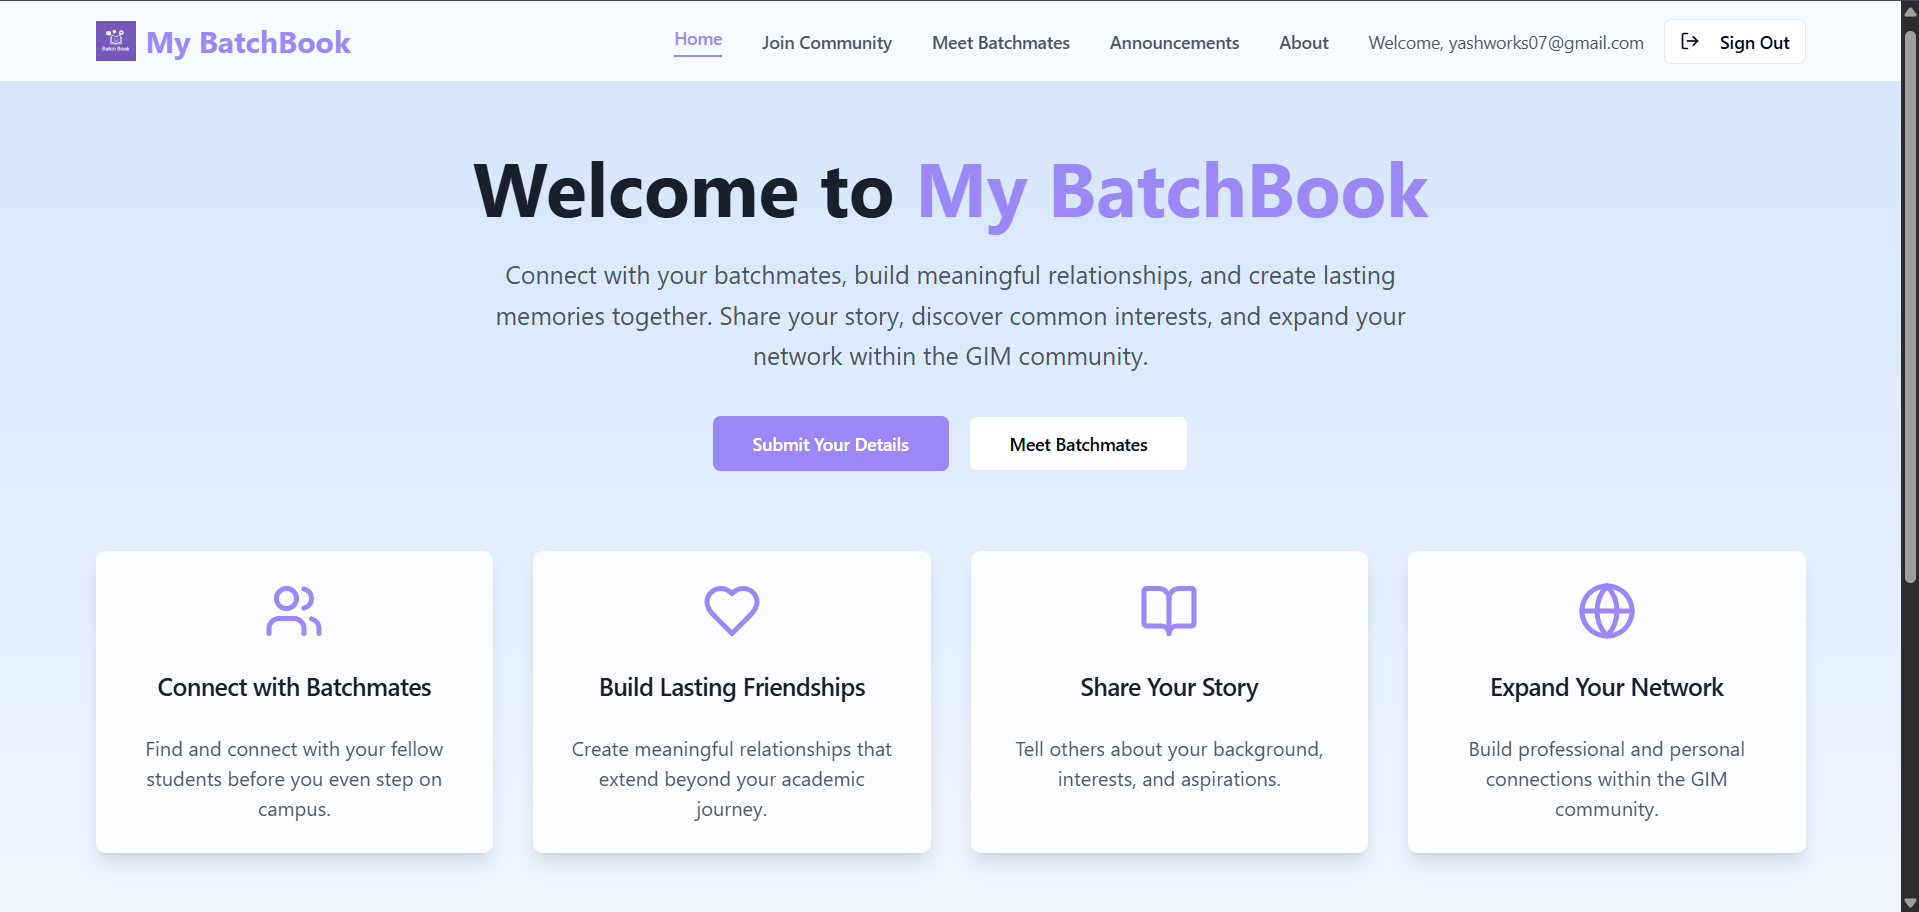 Batch Book
My BatchBook
Home
Join Community
Meet Batchmates
Announcements
About
Welcome, yashworks07@gmail.com
Sign Out
Welcome to My BatchBook
Connect with your batchmates, build meaningful relationships, and create lasting
memories together. Share your story, discover common interests, and expand your
network within the GIM community.
Submit Your Details
Meet Batchmates
Connect with Batchmates
Find and connect with your fellow
students before you even step on
campus.
Build Lasting Friendships
Create meaningful relationships that
extend beyond your academic
journey.
Share Your Story
Tell others about your background,
interests, and aspirations.
Expand Your Network
Build professional and personal
connections within the GIM
community.